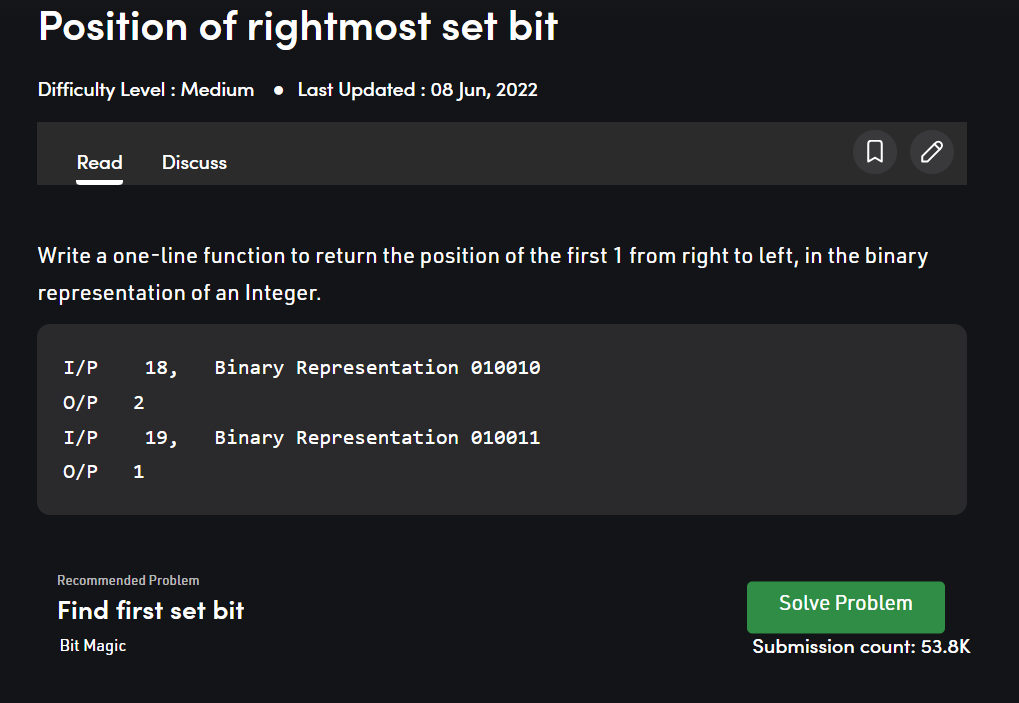 Position of rightmost set bit
Difficulty Level : Medium ● Last Updated : 08 Jun, 2022
Read Discuss
Write a one-line function to return the position of the first 1 from right to left, in the binary
representation of an Integer.
I/P    18,   Binary Representation 010010
O/P   2
I/P    19,   Binary Representation 010011
O/P   1
Recommended Problem
Find first set bit
Bit Magic
Solve Problem
Submission count: 53.8K